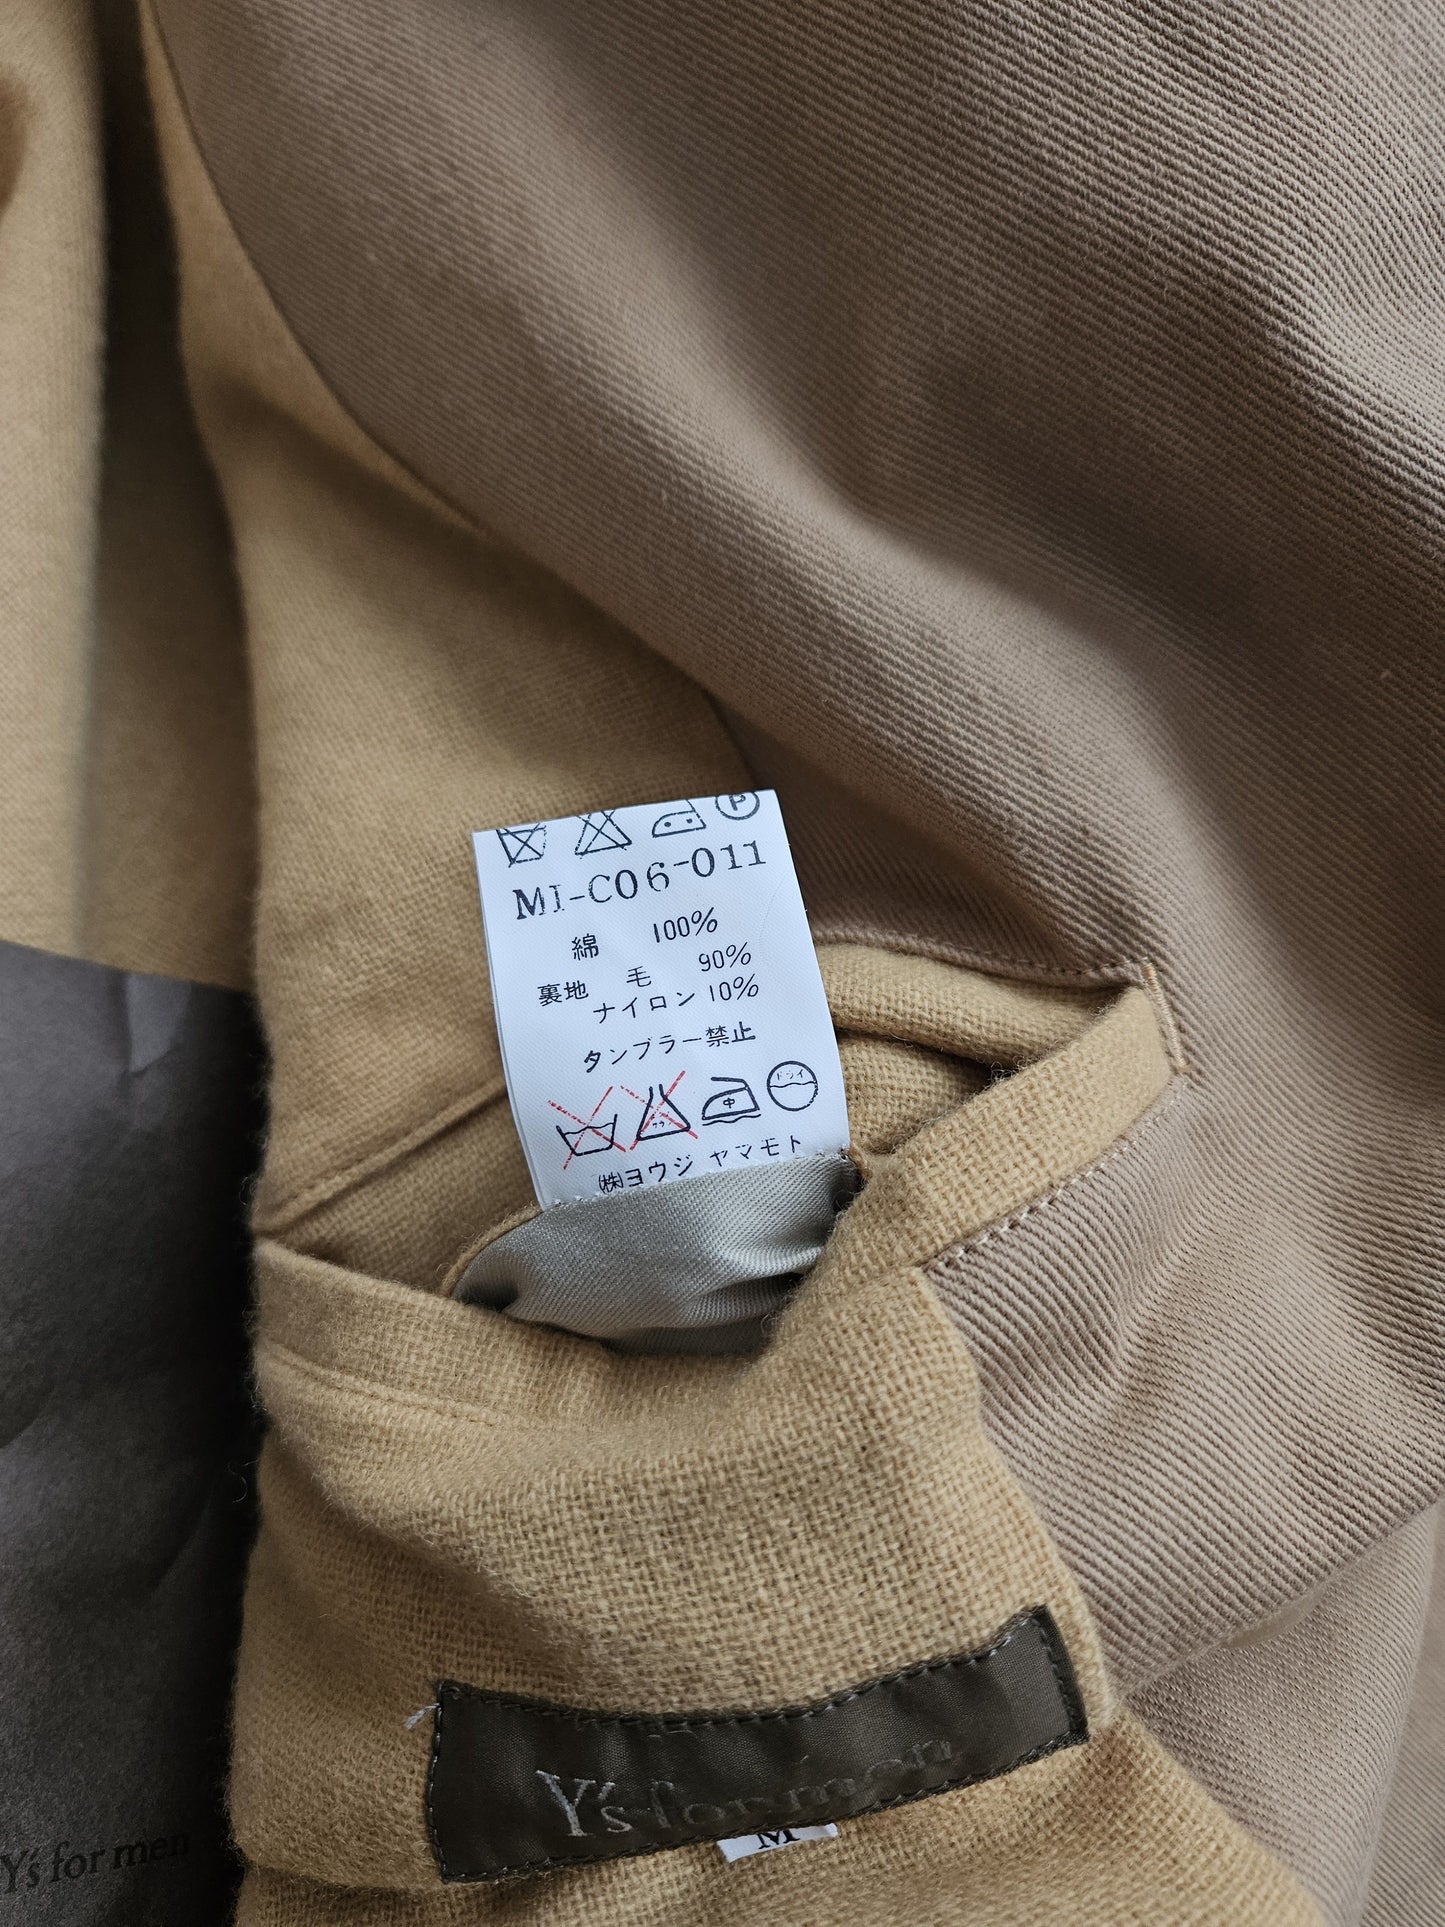 P
MI-C06-011
綿 100%
裏地 毛 90%
ナイロン 10%
タンブラー禁止
中 ドライ
㈱ヨウジ ヤマモト
Y's for men
M
Y's for men